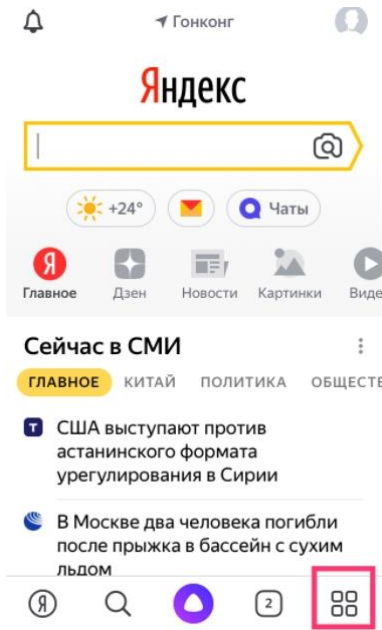 Гонконг
Яндекс
+24°
Чаты
Я
Главное Дзен Новости Картинки Виде
Сейчас в СМИ
ГЛАВНОЕ КИТАЙ ПОЛИТИКА ОБЩЕСТЕ
Т США выступают против
астанинского формата
урегулирования в Сирии
В Москве два человека погибли
после прыжка в бассейн с сухим
льдом
Я 2